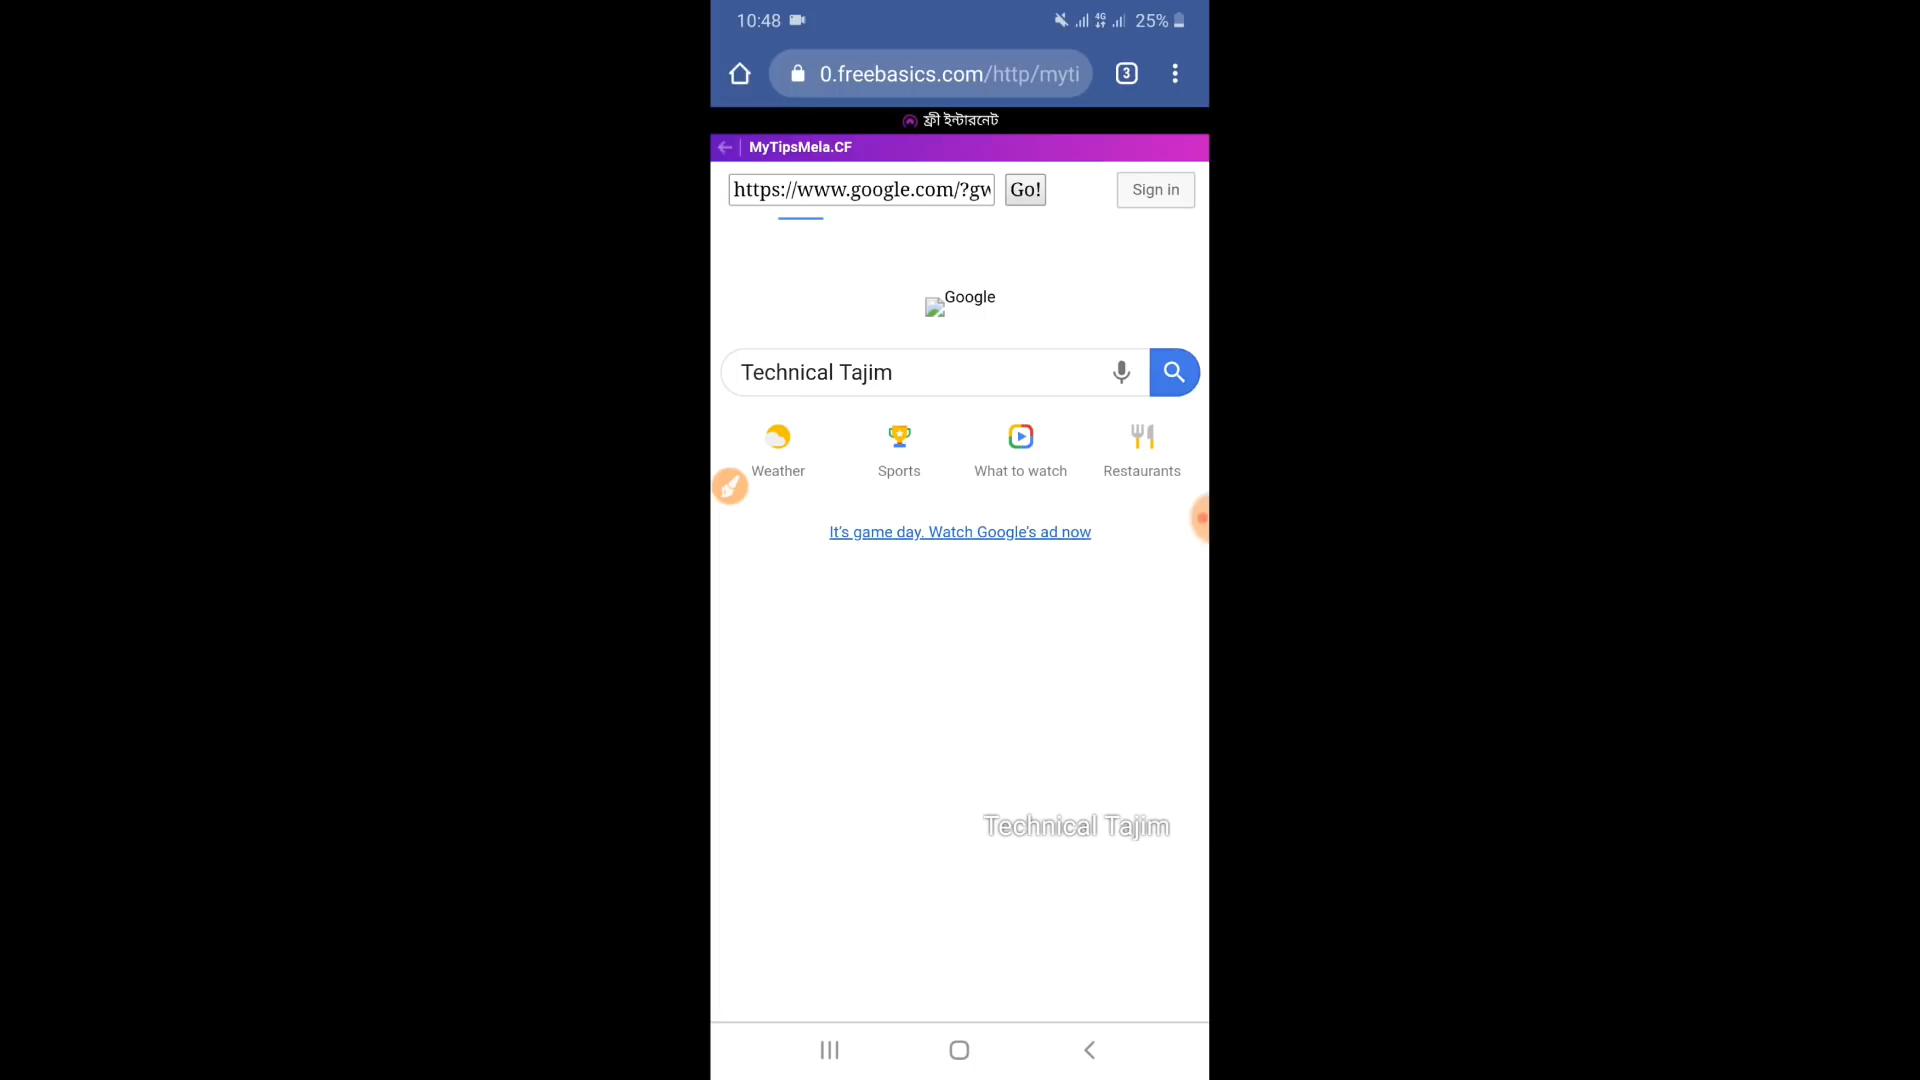 10:48 4G 25%
0.freebasics.com/http/myti 3
ফ্রী ইন্টারনেট
MyTipsMela.CF
https://www.google.com/?gw Go! Sign in
Google
Technical Tajim
Weather Sports What to watch Restaurants
It's game day. Watch Google's ad now
Technical Tajim